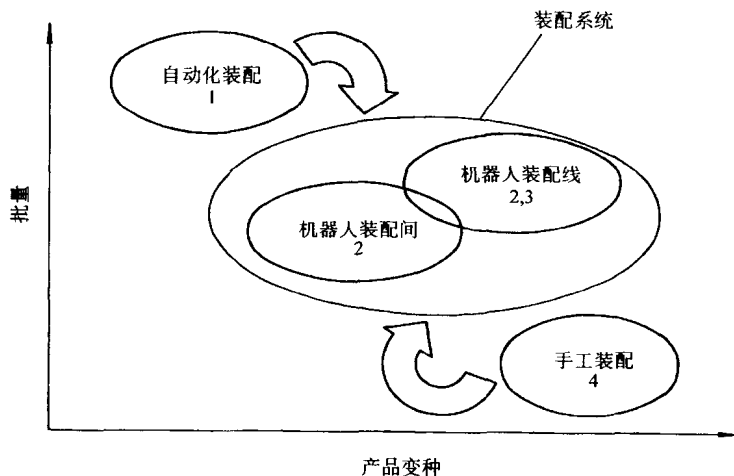 装配系统
自动化装配
1
机器人装配线
2,3
机器人装配间
2
批量
手工装配
4
产品变种